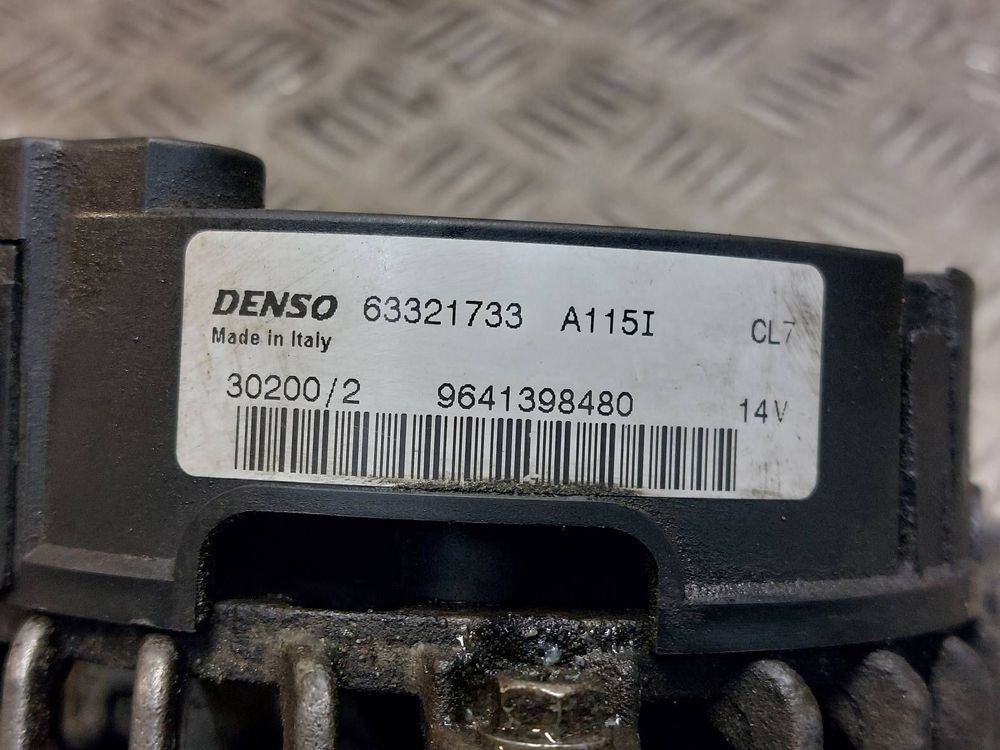 DENSO 63321733 A115I CL7
Made in Italy
30200/2 9641398480 14V